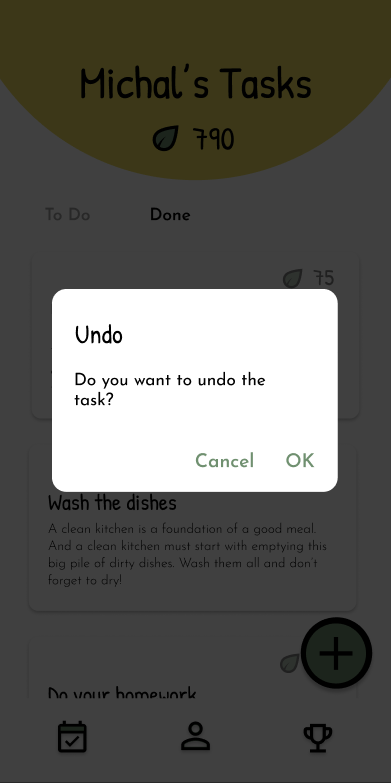 Michal's Tasks
790
To Do Done
75
Undo
Do you want to undo the
task?
Cancel OK
Wash the dishes
A clean kitchen is a foundation of a good meal.
And a clean kitchen must start with emptying this
big pile of dirty dishes. Wash them all and don't
forget to dry!
Do your homework